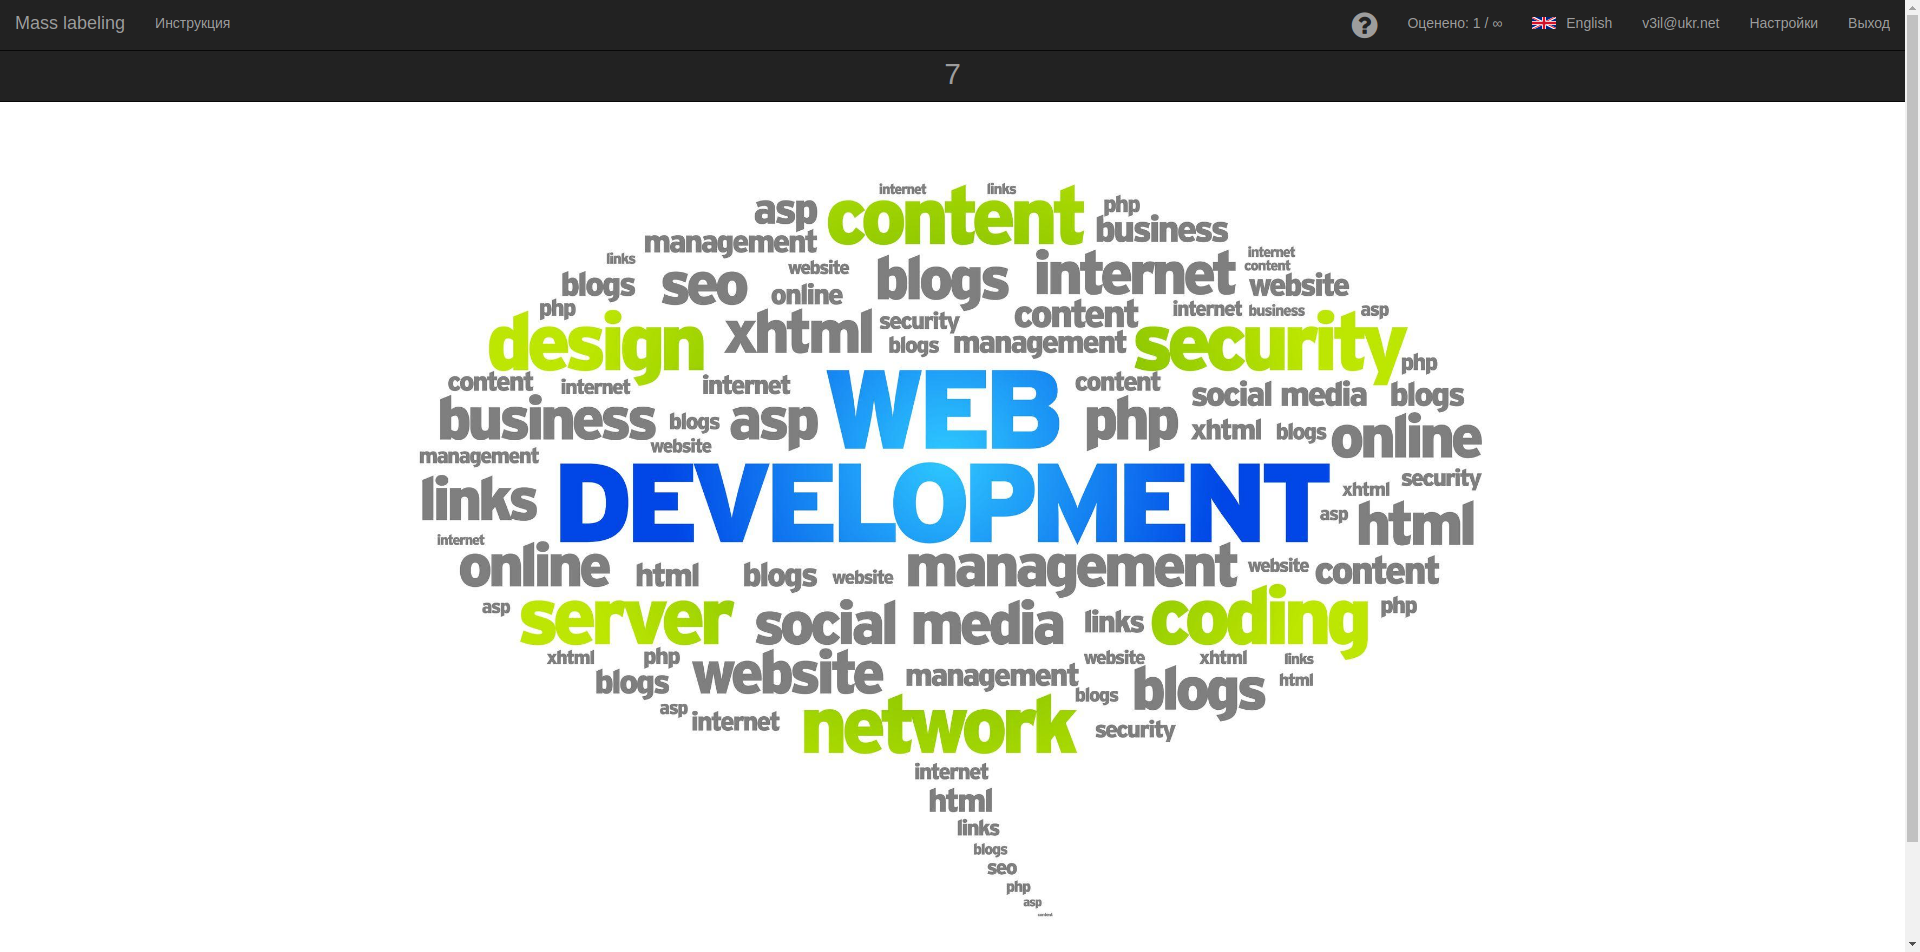 Mass labeling Инструкция Оценено: 1 / ∞ English v3il@ukr.net Настройки Выход
7
internet links
asp content php
management business
links website blogs internet internet
content
blogs seo online website
php xhtml security content internet business asp
design blogs management security php
content internet internet WEB content social media blogs
business blogs asp php xhtml blogs online
website
management
links DEVELOPMENT xhtml security
asp html
internet
online html blogs website management website content
asp server social media links coding php
xhtml php website management website xhtml links
blogs blogs blogs html
asp internet network security
internet
html
links
blogs
seo
php
asp
content